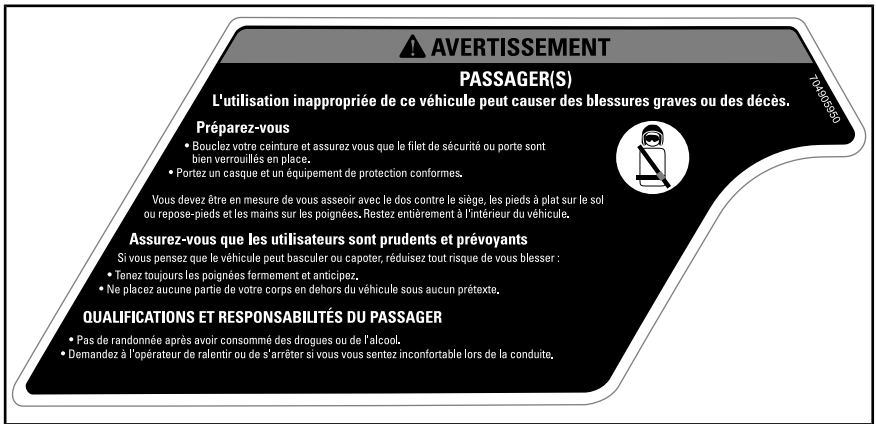 AVERTISSEMENT
PASSAGER(S)
L'utilisation inappropriée de ce véhicule peut causer des blessures graves ou des décès.
704905950
Préparez-vous
• Bouclez votre ceinture et assurez vous que le filet de sécurité ou porte sont
bien verrouillés en place.
• Portez un casque et un équipement de protection conformes.
Vous devez être en mesure de vous asseoir avec le dos contre le siège, les pieds à plat sur le sol
ou repose-pieds et les mains sur les poignées. Restez entièrement à l'intérieur du véhicule.
Assurez-vous que les utilisateurs sont prudents et prévoyants
Si vous pensez que le véhicule peut basculer ou capoter, réduisez tout risque de vous blesser :
• Tenez toujours les poignées fermement et anticipez.
• Ne placez aucune partie de votre corps en dehors du véhicule sous aucun prétexte.
QUALIFICATIONS ET RESPONSABILITÉS DU PASSAGER
• Pas de randonnée après avoir consommé des drogues ou de l'alcool.
• Demandez à l'opérateur de ralentir ou de s'arrêter si vous vous sentez inconfortable lors de la conduite.